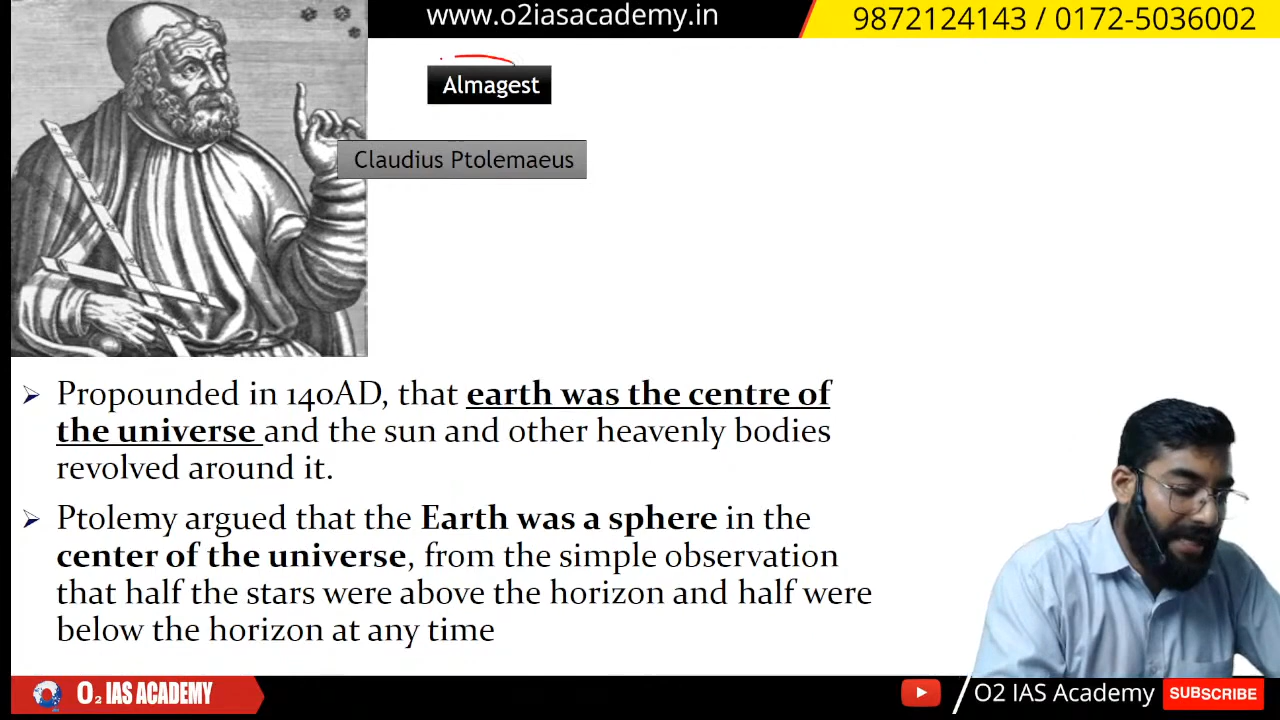 www.o2iasacademy.in
9872124143 / 0172-5036002
Almagest
Claudius Ptolemaeus
➢ Propounded in 140AD, that earth was the centre of
the universe and the sun and other heavenly bodies
revolved around it.
➢ Ptolemy argued that the Earth was a sphere in the
center of the universe, from the simple observation
that half the stars were above the horizon and half were
below the horizon at any time
O2 IAS ACADEMY
O2 IAS Academy
SUBSCRIBE